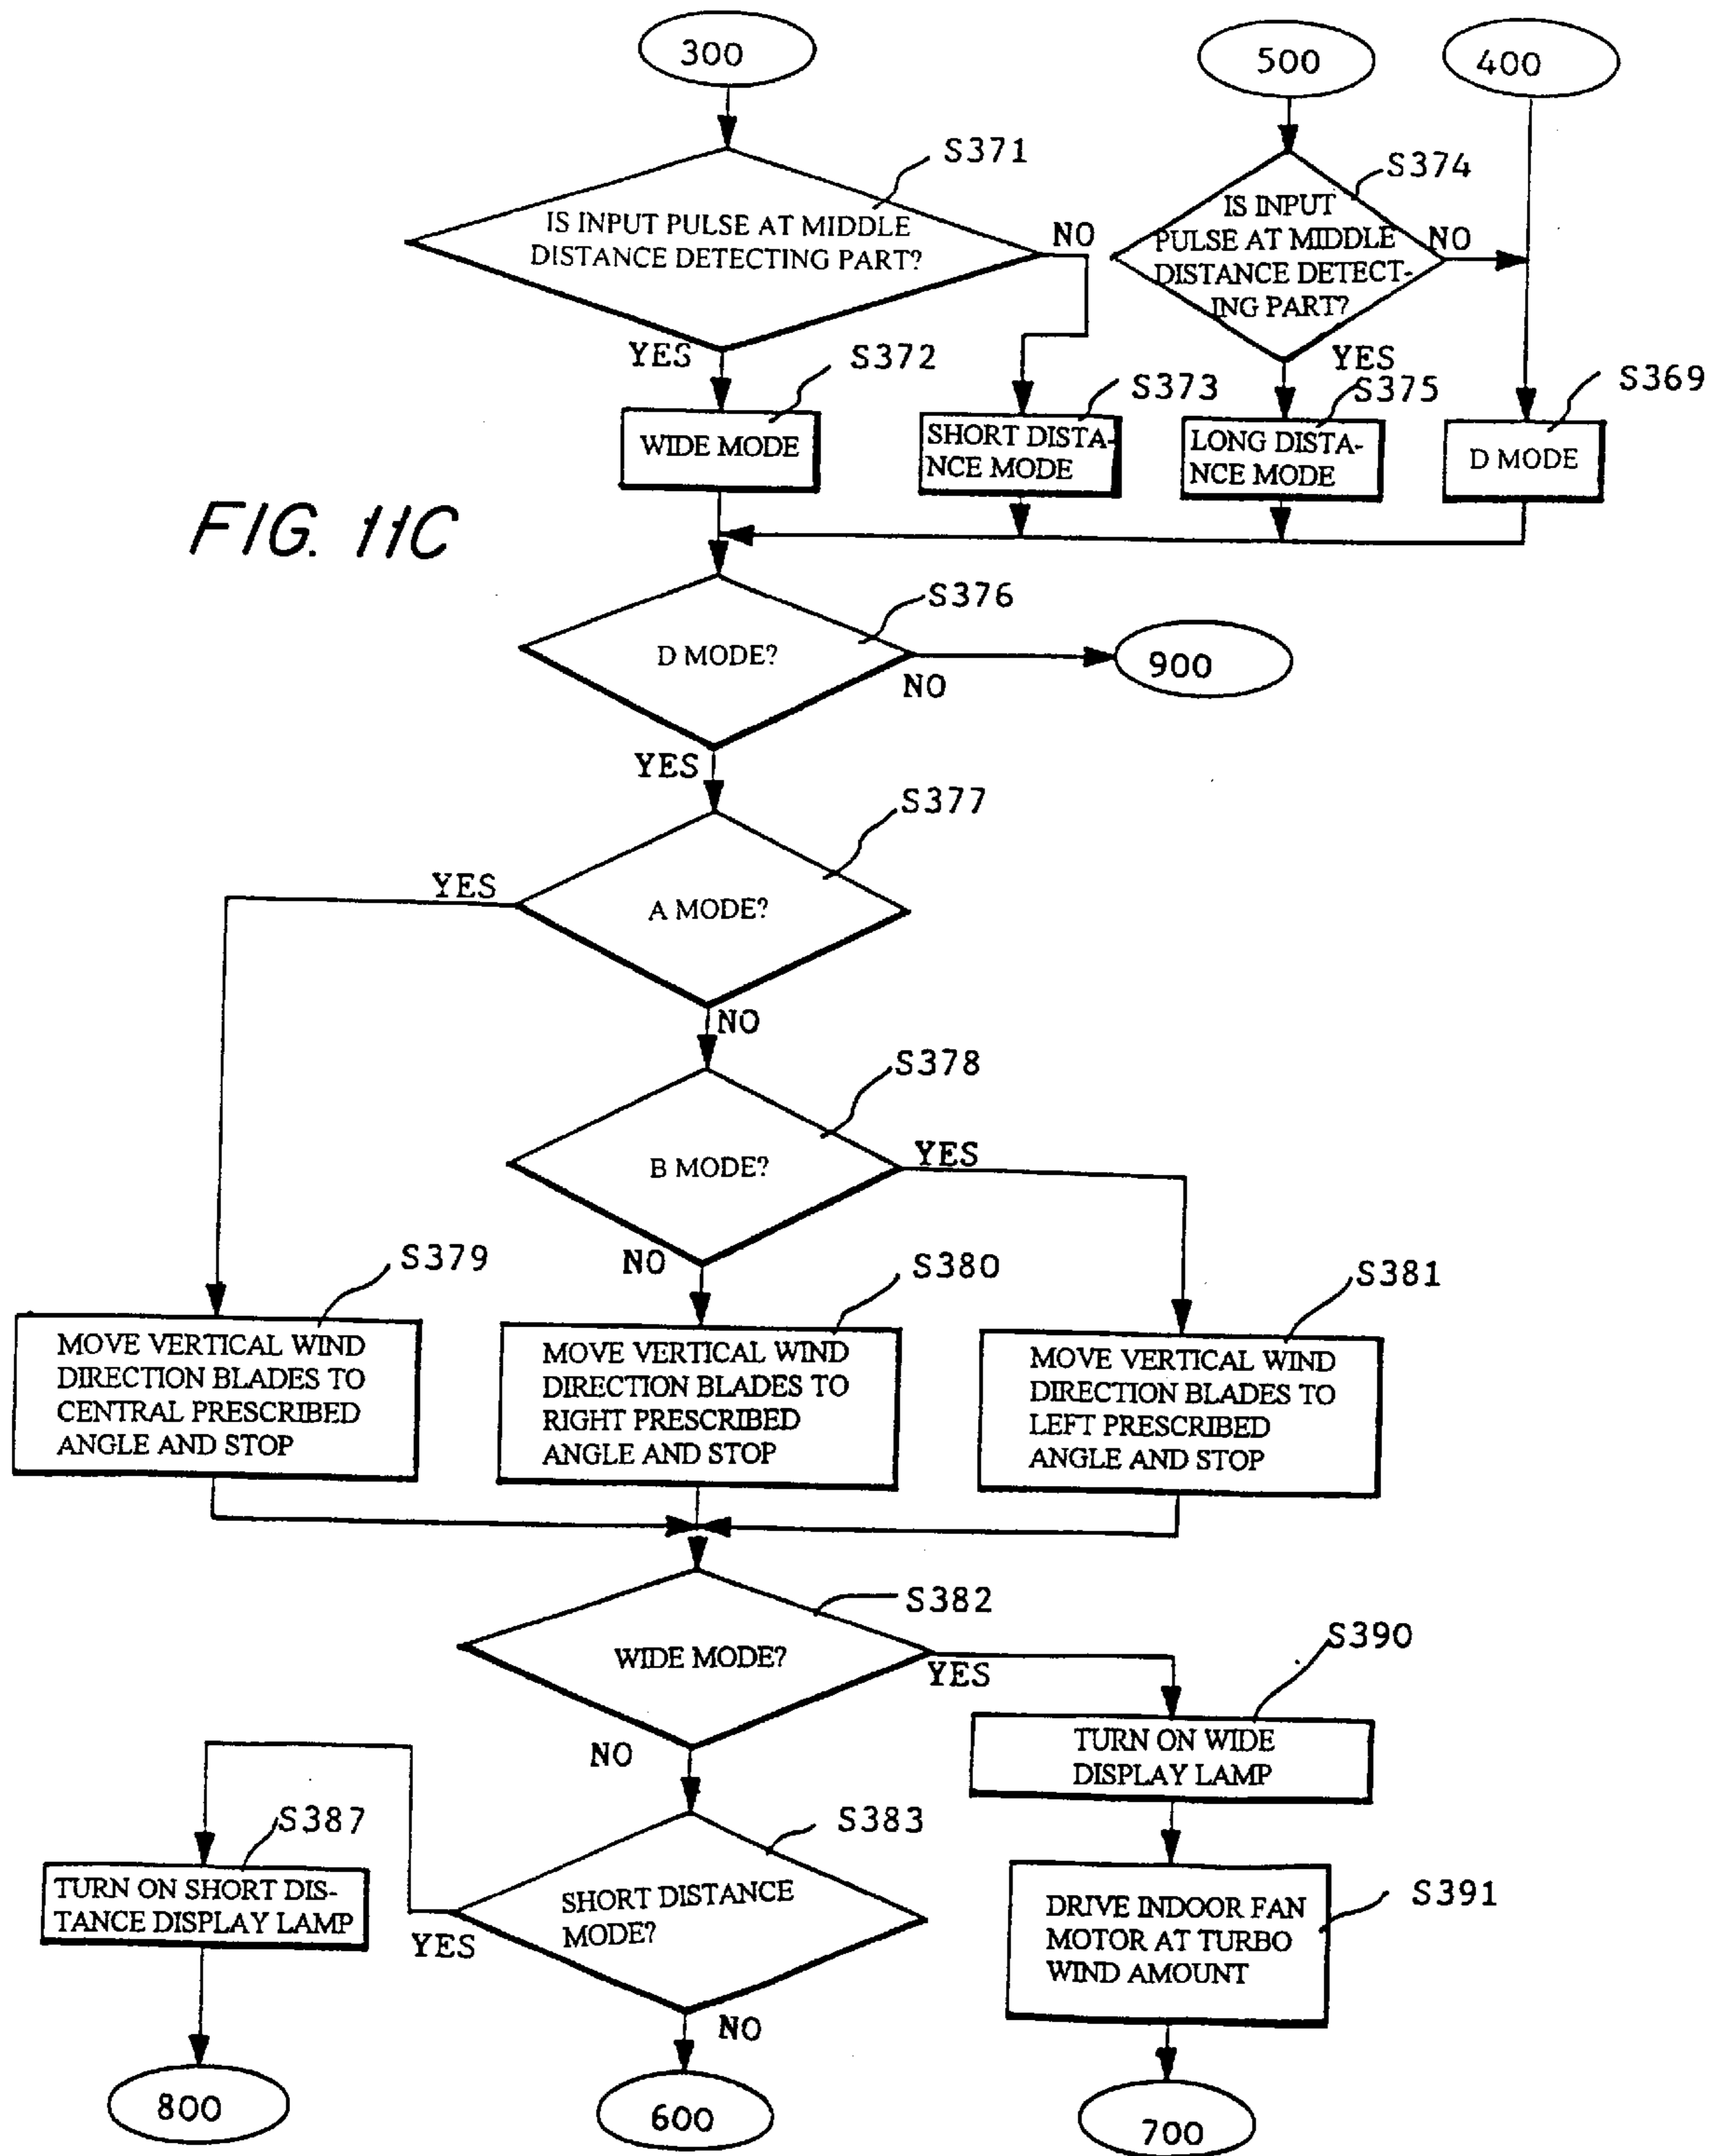 300
500
400
S371
IS INPUT PULSE AT MIDDLE
DISTANCE DETECTING PART?
NO
YES
S374
IS INPUT
PULSE AT MIDDLE
DISTANCE DETECT-
ING PART?
NO
YES
S372
WIDE MODE
S373
SHORT DISTA-
NCE MODE
S375
LONG DISTA-
NCE MODE
S369
D MODE
FIG. 11C
S376
D MODE?
NO
900
YES
S377
YES
A MODE?
NO
S378
B MODE?
YES
NO
S379
MOVE VERTICAL WIND
DIRECTION BLADES TO
CENTRAL PRESCRIBED
ANGLE AND STOP
S380
MOVE VERTICAL WIND
DIRECTION BLADES TO
RIGHT PRESCRIBED
ANGLE AND STOP
S381
MOVE VERTICAL WIND
DIRECTION BLADES TO
LEFT PRESCRIBED
ANGLE AND STOP
S382
WIDE MODE?
YES
NO
S390
TURN ON WIDE
DISPLAY LAMP
S387
TURN ON SHORT DIS-
TANCE DISPLAY LAMP
S383
SHORT DISTANCE
MODE?
YES
NO
S391
DRIVE INDOOR FAN
MOTOR AT TURBO
WIND AMOUNT
800
600
700